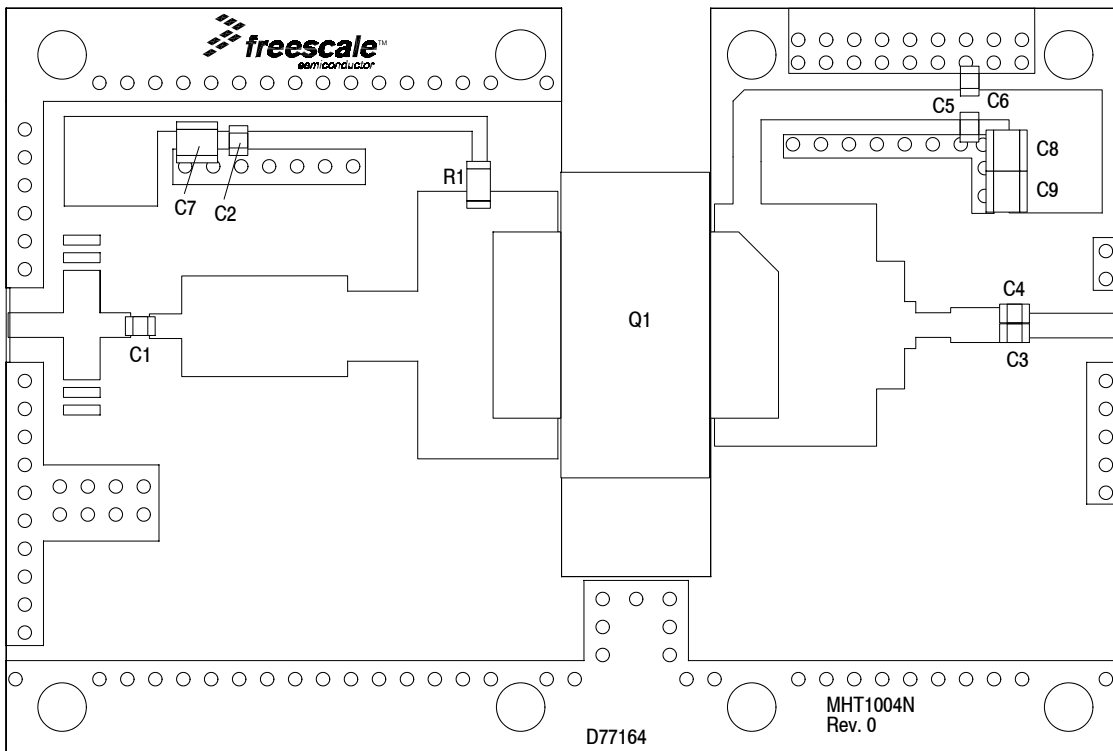 freescale™
semiconductor
C7
C2
R1
C5
C6
C8
C9
Q1
C4
C3
C1
MHT1004N
Rev. 0
D77164